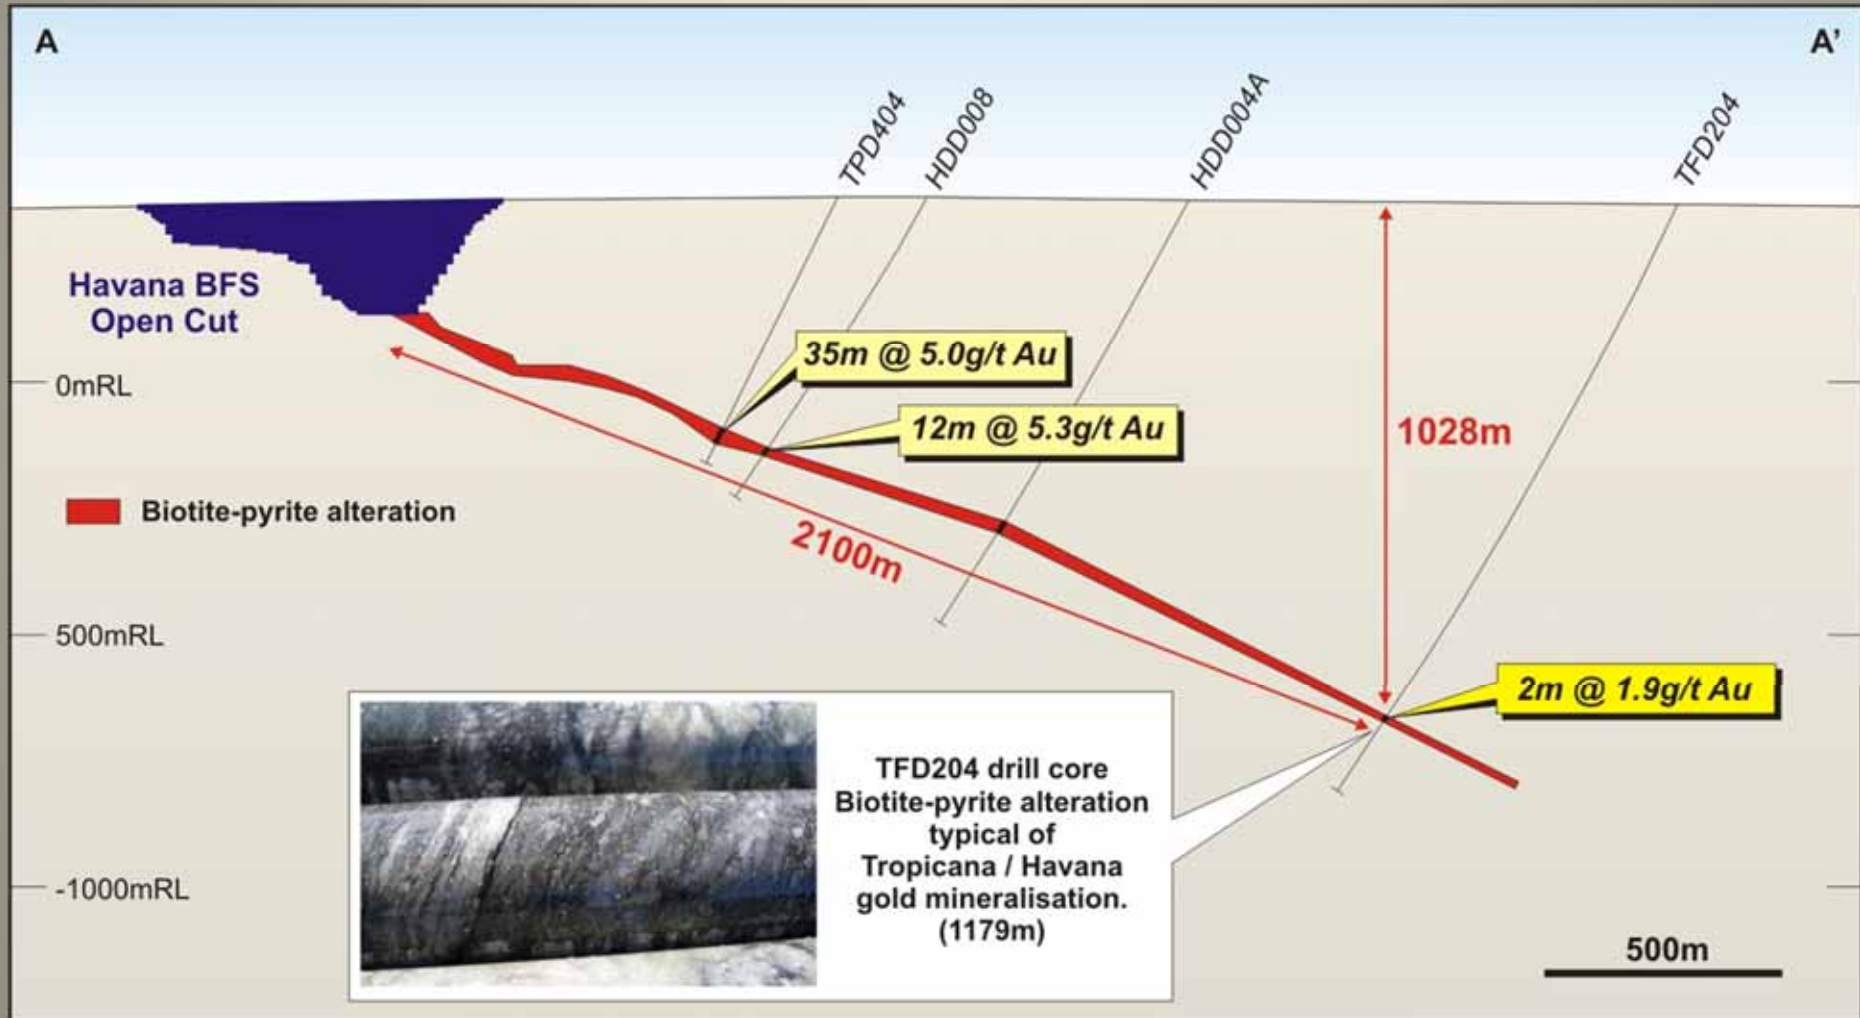 A
A'
TPD404
HDD008
HDD004A
TFD204
Havana BFS
Open Cut
35m @ 5.0g/t Au
0mRL
12m @ 5.3g/t Au
1028m
Biotite-pyrite alteration
2100m
500mRL
2m @ 1.9g/t Au
TFD204 drill core
Biotite-pyrite alteration
typical of
Tropicana / Havana
gold mineralisation.
(1179m)
-1000mRL
500m